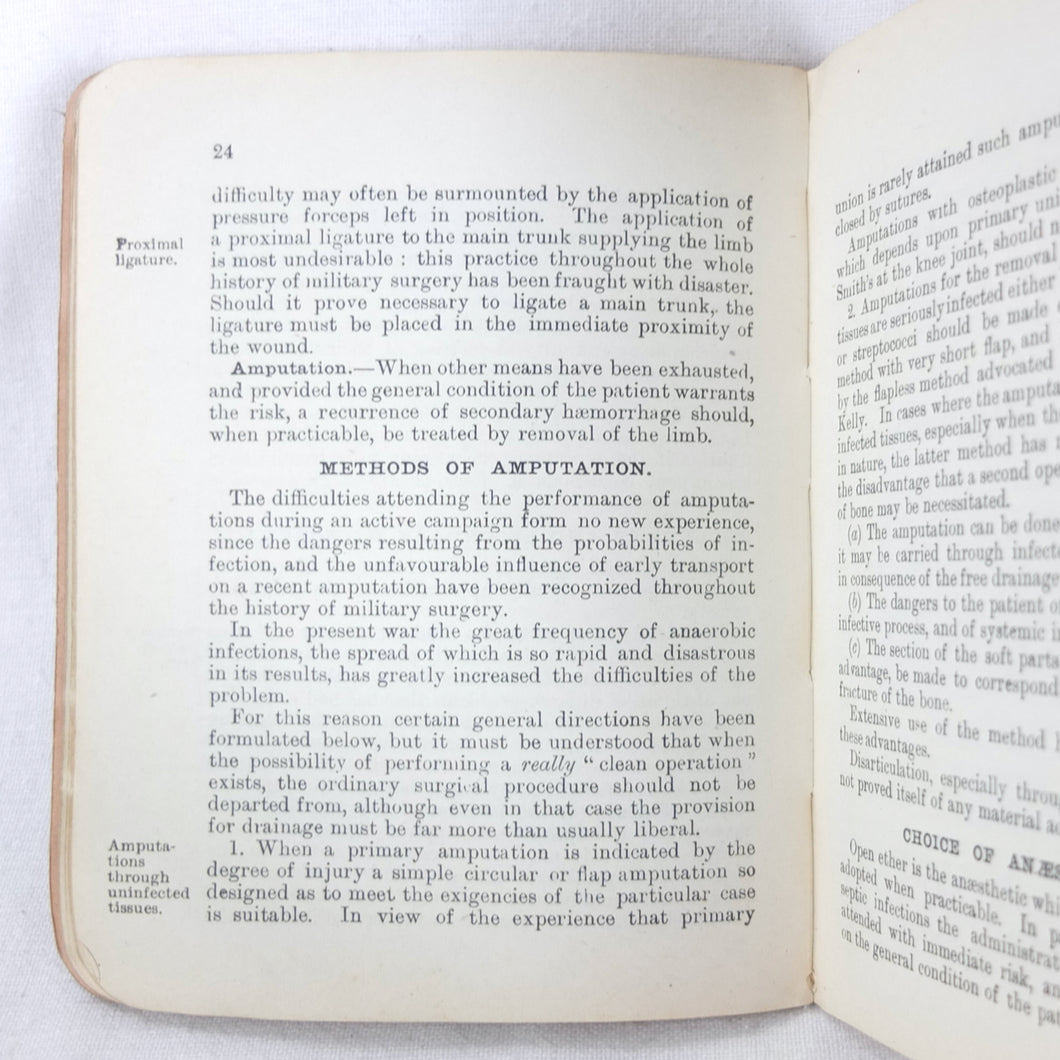 24
difficulty may often be surmounted by the application of
pressure forceps left in position. The application of
Proximal
ligature.
a proximal ligature to the main trunk supplying the limb
is most undesirable : this practice throughout the whole
history of military surgery has been fraught with disaster.
Should it prove necessary to ligate a main trunk, the
ligature must be placed in the immediate proximity of
the wound.
Amputation.—When other means have been exhausted,
and provided the general condition of the patient warrants
the risk, a recurrence of secondary hæmorrhage should,
when practicable, be treated by removal of the limb.
METHODS OF AMPUTATION.
The difficulties attending the performance of amputa-
tions during an active campaign form no new experience,
since the dangers resulting from the probabilities of in-
fection, and the unfavourable influence of early transport
on a recent amputation have been recognized throughout
the history of military surgery.
In the present war the great frequency of anaerobic
infections, the spread of which is so rapid and disastrous
in its results, has greatly increased the difficulties of the
problem.
For this reason certain general directions have been
formulated below, but it must be understood that when
the possibility of performing a really “ clean operation ”
exists, the ordinary surgical procedure should not be
departed from, although even in that case the provision
for drainage must be far more than usually liberal.
Amputa-
tions
through
uninfected
tissues.
1. When a primary amputation is indicated by the
degree of injury a simple circular or flap amputation so
designed as to meet the exigencies of the particular case
is suitable. In view of the experience that primary
union is rarely attained such
closed by sutures.
Amputations with osteoplastic
which depends upon primary
Smith's at the knee joint, should
2. Amputations for the removal
tissues are seriously infected either
or streptococci should be made
method with very short flap, and
by the flapless method advocated
Kelly. In cases where the
infected tissues, especially when
in nature, the latter method has
the disadvantage that a second
of bone may be necessitated.
(a) The amputation can be done
it may be carried through
in consequence of the free drainage
(b) The dangers to the patient
infective process, and of systemic
(c) The section of the soft parts
advantage, be made to correspond
fracture of the bone.
Extensive use of the method
these advantages.
Disarticulation, especially
not proved itself of any material
CHOICE OF
Open ether is the anæsthetic
adopted when practicable. In
septic infections the
attended with immediate risk,
on the general condition of the